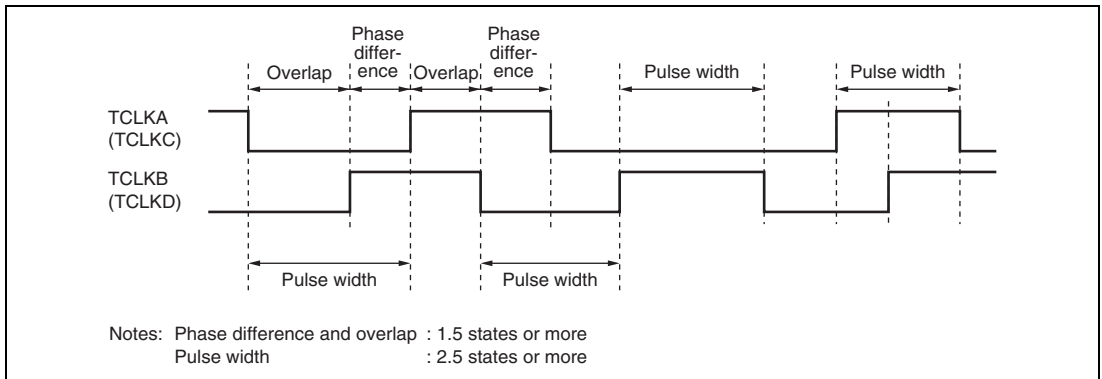 Phase
differ-
ence
Phase
differ-
ence
Overlap
Overlap
Pulse width
Pulse width
TCLKA
(TCLKC)
TCLKB
(TCLKD)
Pulse width
Pulse width
Notes: Phase difference and overlap : 1.5 states or more
Pulse width : 2.5 states or more